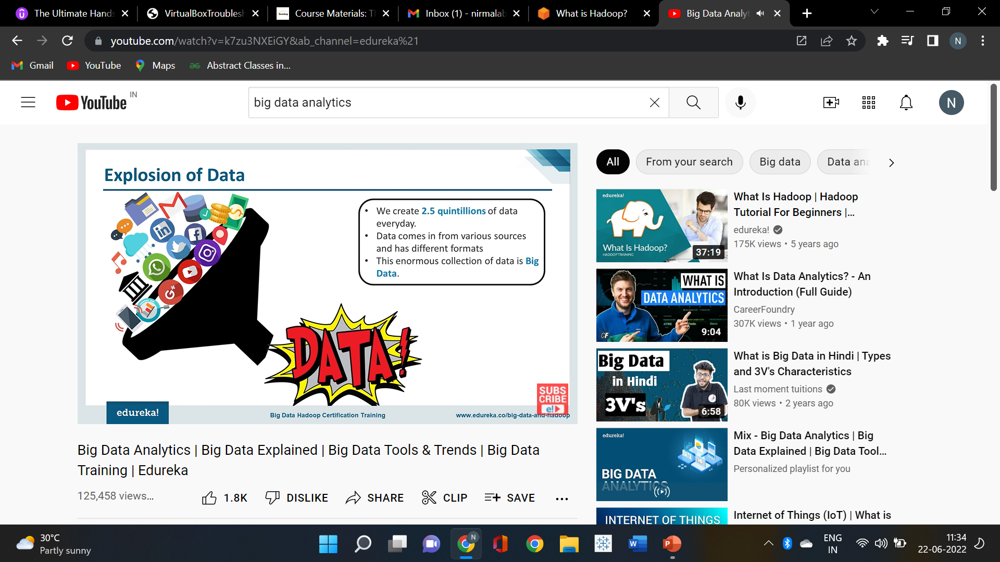 The Ultimate Hands
VirtualBoxTroublesh
Course Materials: T
Inbox (1) - nirmalab
What is Hadoop?
Big Data Analyt
youtube.com/watch?v=k7zu3NXEiGY&ab_channel=edureka%21
N
Gmail
YouTube
Maps
Abstract Classes in...
YouTube IN
big data analytics
N
Explosion of Data
• We create 2.5 quintillions of data
everyday.
• Data comes in from various sources
and has different formats
• This enormous collection of data is Big
Data.
DATA!
SUBS
CRIBE
e!
edureka!
Big Data Hadoop Certification Training
www.edureka.co/big-data-and-hadoop
Big Data Analytics | Big Data Explained | Big Data Tools & Trends | Big Data
Training | Edureka
125,458 views...
1.8K
DISLIKE
SHARE
CLIP
SAVE
All
From your search
Big data
Data ana
edureka!
What Is Hadoop?
HADOOP TRAINING
37:19
What Is Hadoop | Hadoop
Tutorial For Beginners |...
edureka!
175K views • 5 years ago
WHAT IS
DATA ANALYTICS
CF
9:04
What Is Data Analytics? - An
Introduction (Full Guide)
CareerFoundry
307K views • 1 year ago
Big Data
in Hindi
3V's
6:58
What is Big Data in Hindi | Types
and 3V's Characteristics
Last moment tuitions
80K views • 2 years ago
edureka!
DATA
BIG DATA
ANALYTICS
Mix - Big Data Analytics | Big
Data Explained | Big Data Tool...
Personalized playlist for you
INTERNET OF THINGS
Internet of Things (IoT) | What is
30°C
Partly sunny
N
W
P
ENG
IN
11:34
22-06-2022